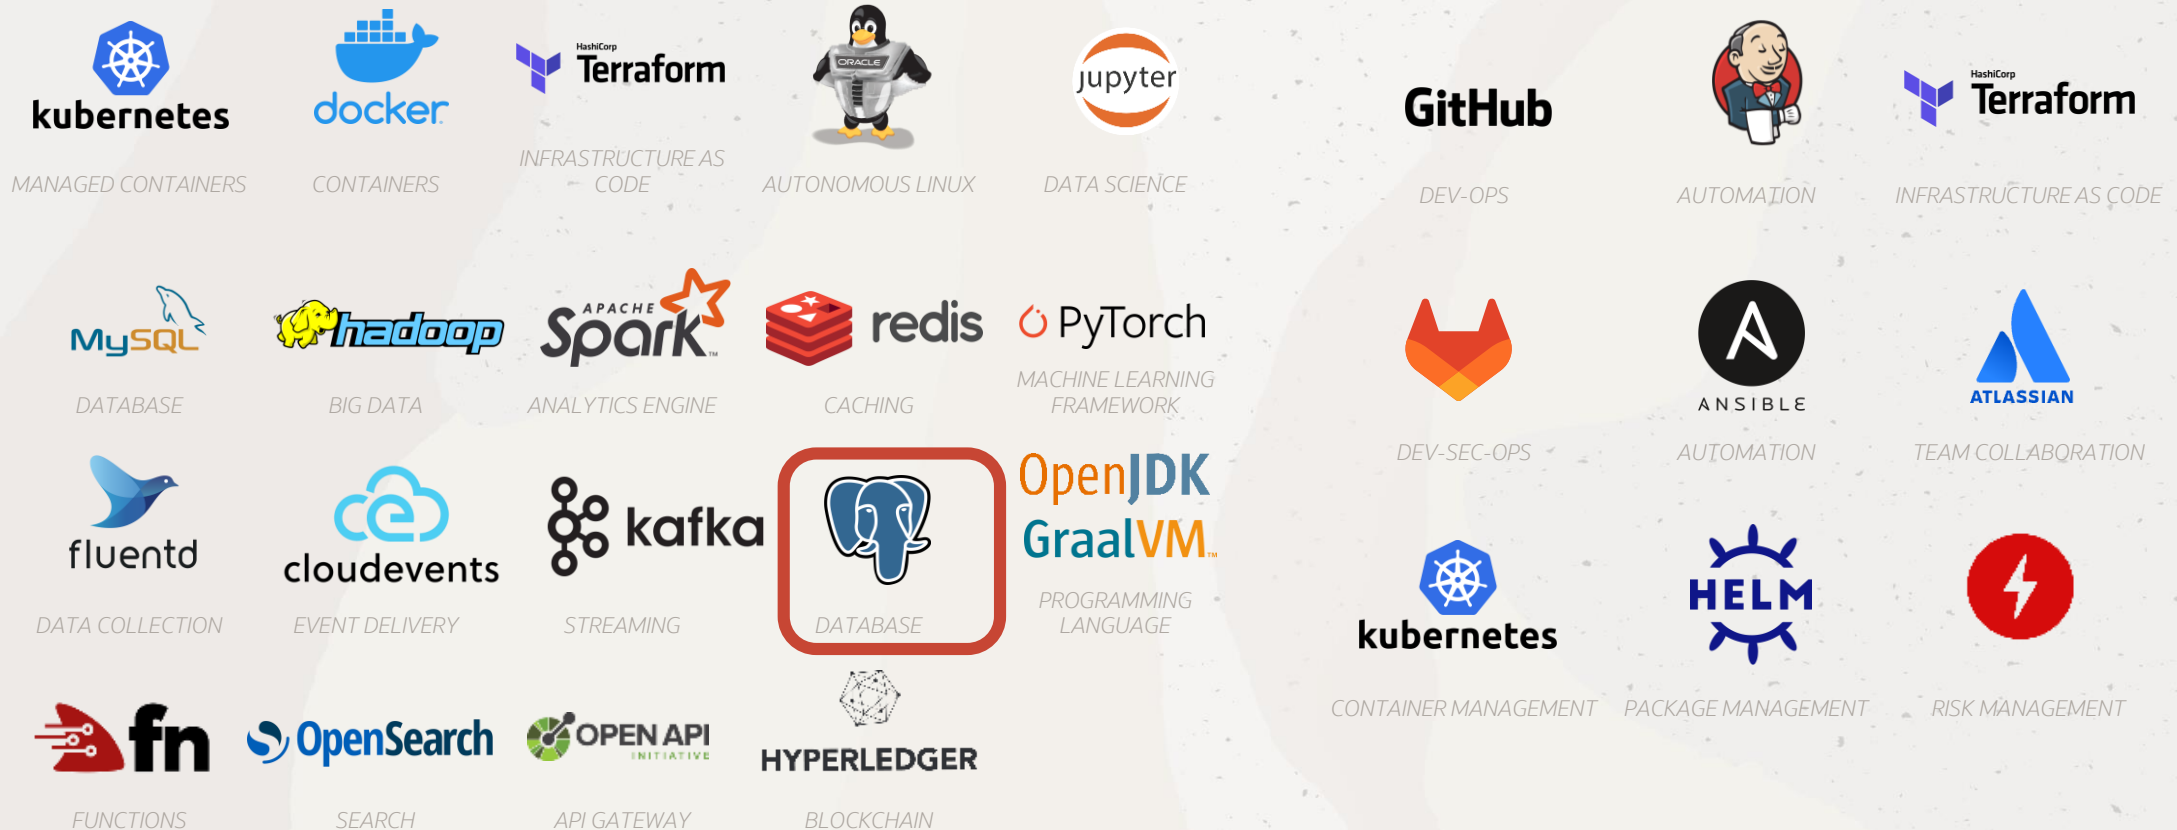 kubernetes
MANAGED CONTAINERS
docker
CONTAINERS
HashiCorp
Terraform
INFRASTRUCTURE AS
CODE
ORACLE
AUTONOMOUS LINUX
jupyter
DATA SCIENCE
GitHub
DEV-OPS
AUTOMATION
HashiCorp
Terraform
INFRASTRUCTURE AS CODE
MySQL
DATABASE
hadoop
BIG DATA
APACHE
Spark™
ANALYTICS ENGINE
redis
CACHING
PyTorch
MACHINE LEARNING
FRAMEWORK
DEV-SEC-OPS
A
ANSIBLE
AUTOMATION
ATLASSIAN
TEAM COLLABORATION
fluentd
DATA COLLECTION
cloudevents
EVENT DELIVERY
kafka
STREAMING
DATABASE
OpenJDK
GraalVM™
PROGRAMMING
LANGUAGE
kubernetes
CONTAINER MANAGEMENT
HELM
PACKAGE MANAGEMENT
RISK MANAGEMENT
fn
FUNCTIONS
OpenSearch
SEARCH
OPEN API
INITIATIVE
API GATEWAY
HYPERLEDGER
BLOCKCHAIN